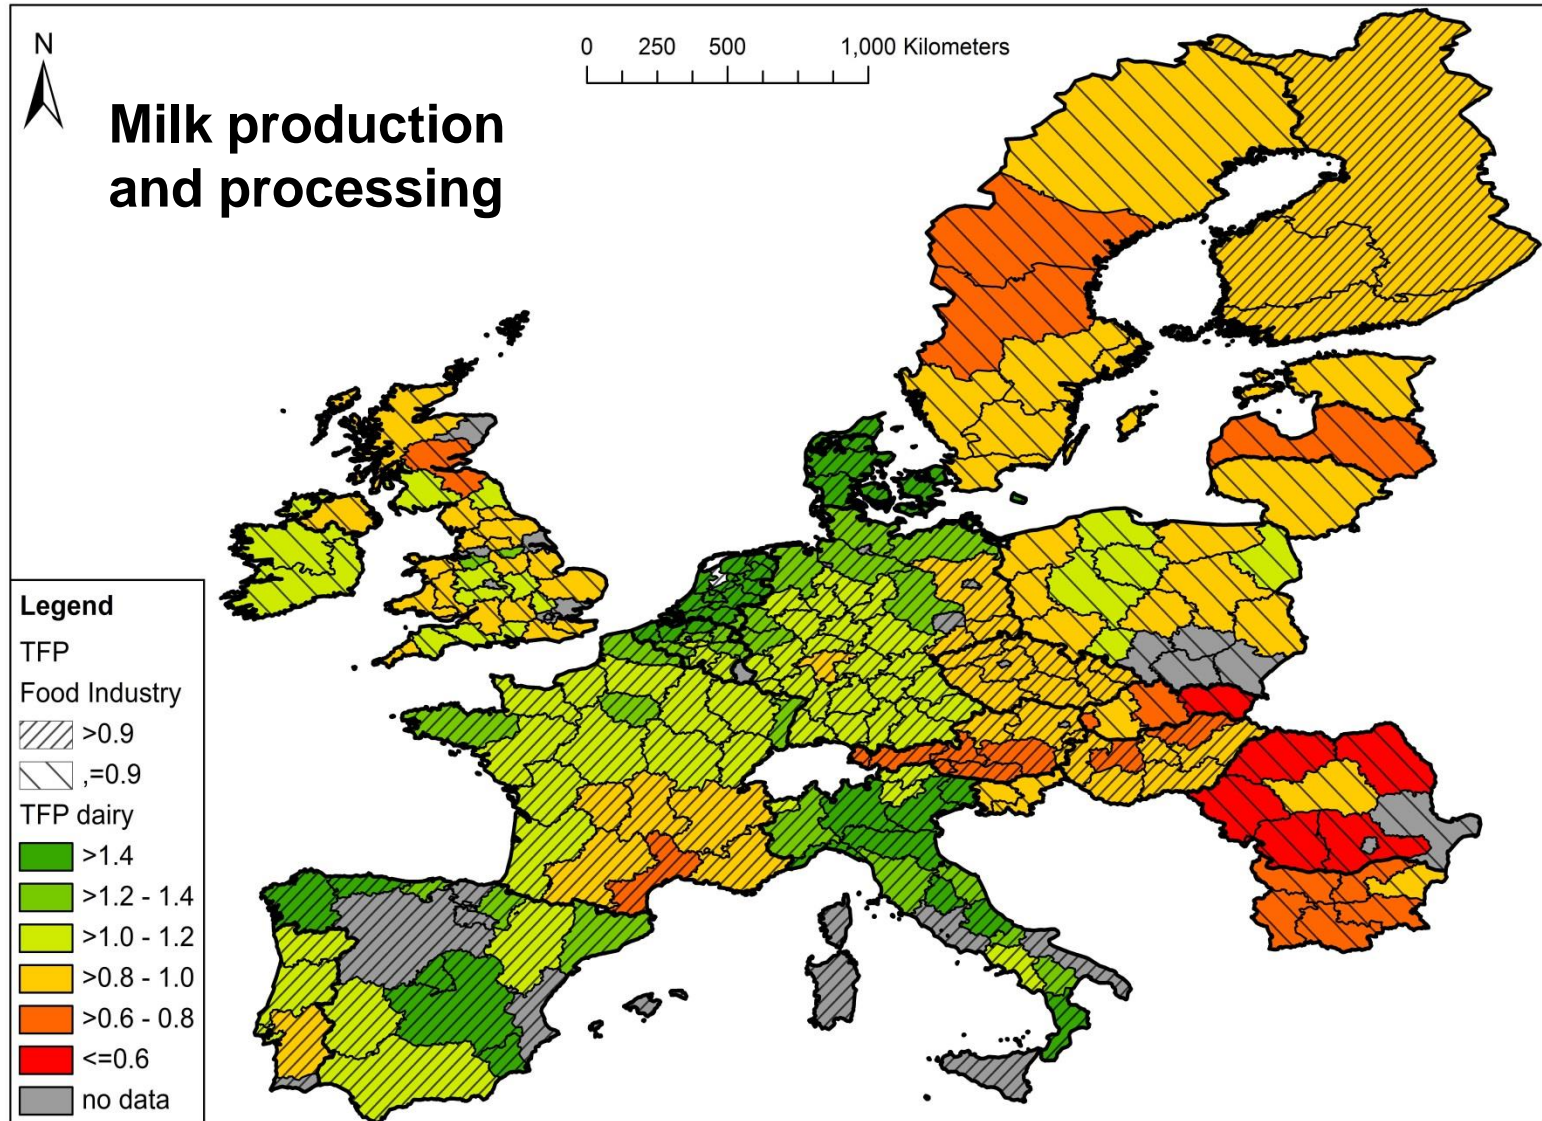 N
0 250 500 1,000 Kilometers
Milk production
and processing
Legend
TFP
Food Industry
>0.9
,=0.9
TFP dairy
>1.4
>1.2 - 1.4
>1.0 - 1.2
>0.8 - 1.0
>0.6 - 0.8
<=0.6
no data